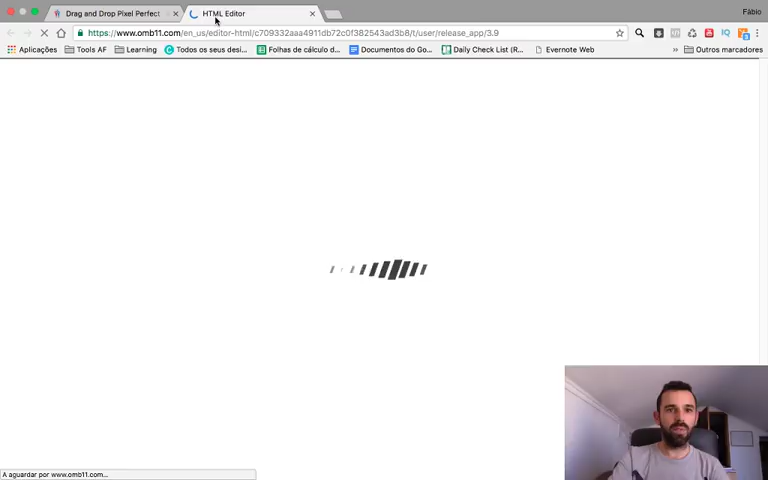 Drag and Drop Pixel Perfect
HTML Editor
Fábio
https://www.omb11.com/en_us/editor-html/c709332aaa4911db72c0f382543ad3b8/t/user/release_app/3.9
Aplicações
Tools AF
Learning
Todos os seus desi...
Folhas de cálculo d...
Documentos do Goo...
Daily Check List (R...
Evernote Web
»
Outros marcadores
A aguardar por www.omb11.com...